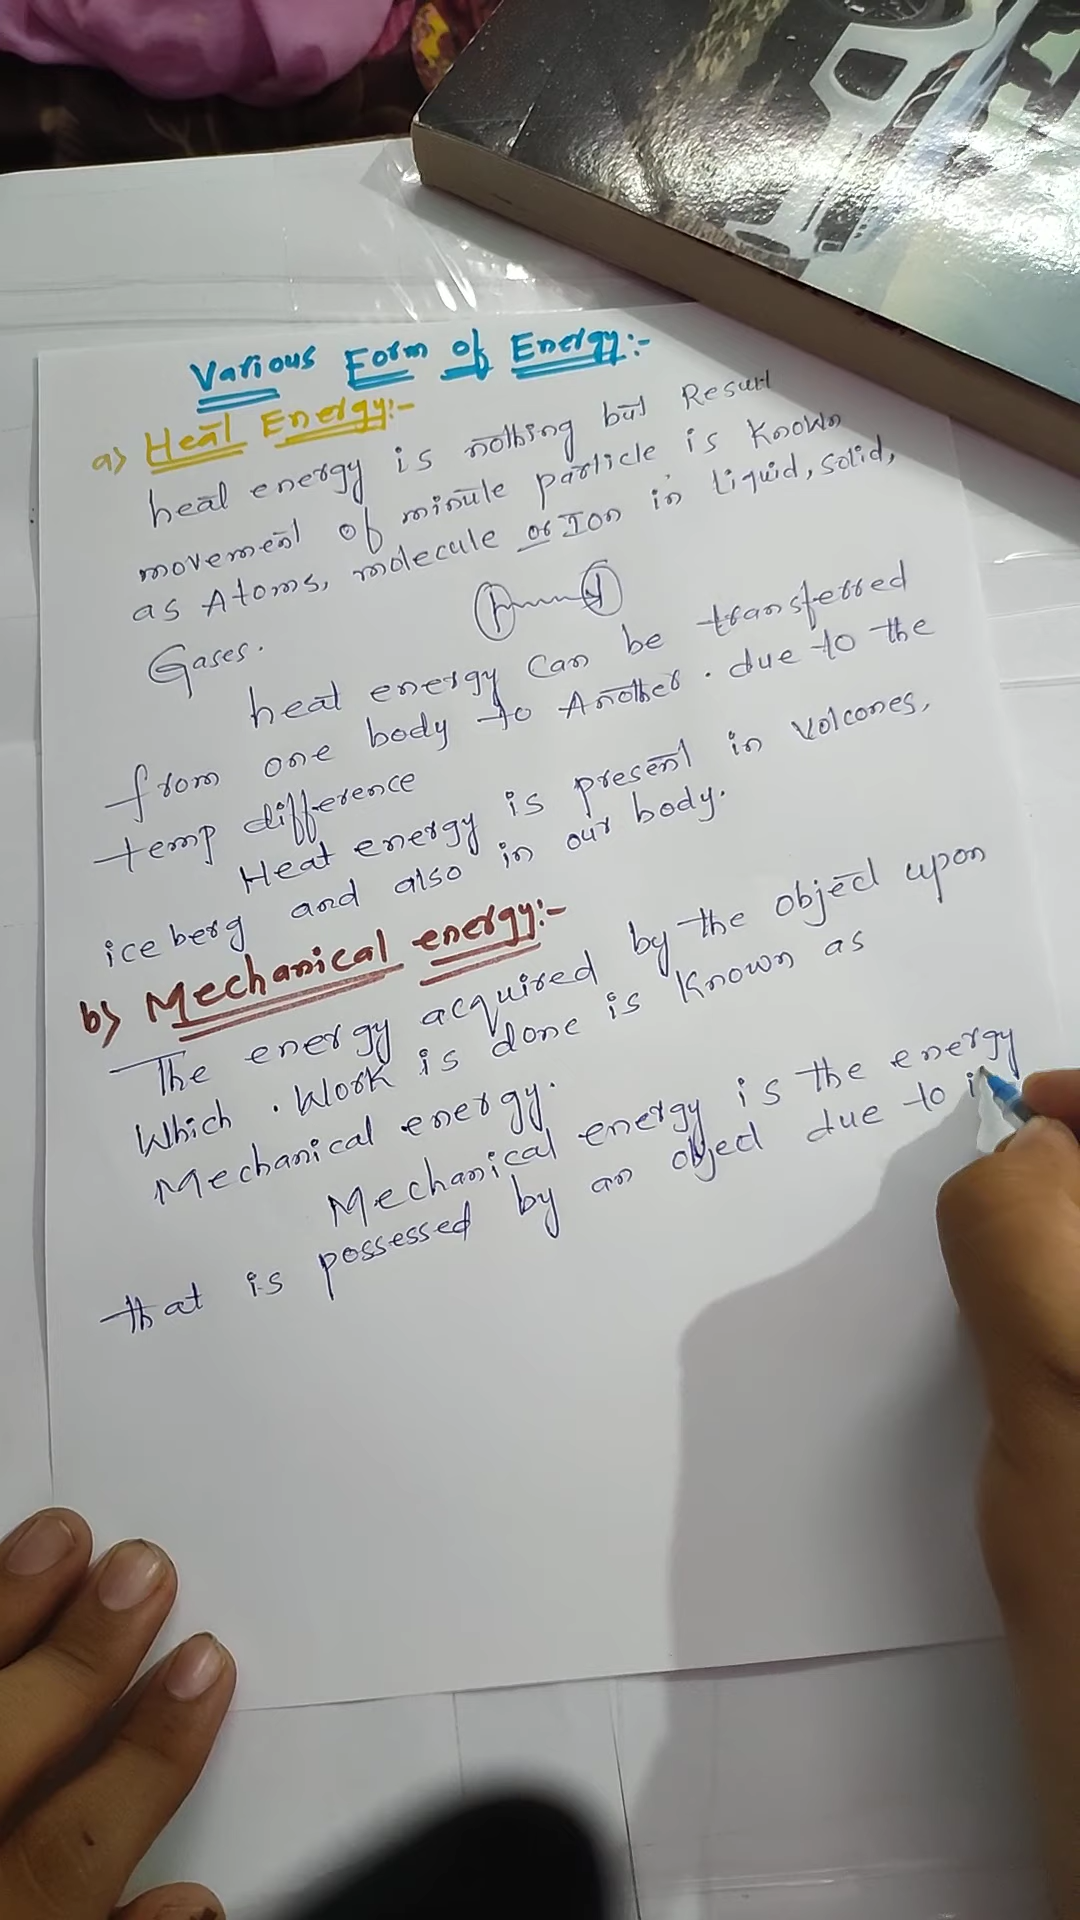 Various Form of Energy:-
a) Heat Energy:-
heat energy is nothing but Result
movement of minute particle is known
as Atoms, molecule or Ion in liquid, solid,
Gases.
heat energy can be transferred
from one body to Another . due to the
temp difference
Heat energy is present in volcones,
ice berg and also in our body.
b) Mechanical energy:-
The energy acquired by the object upon
which . work is done is known as
Mechanical energy.
Mechanical energy is the energy
that is possessed by an object due to